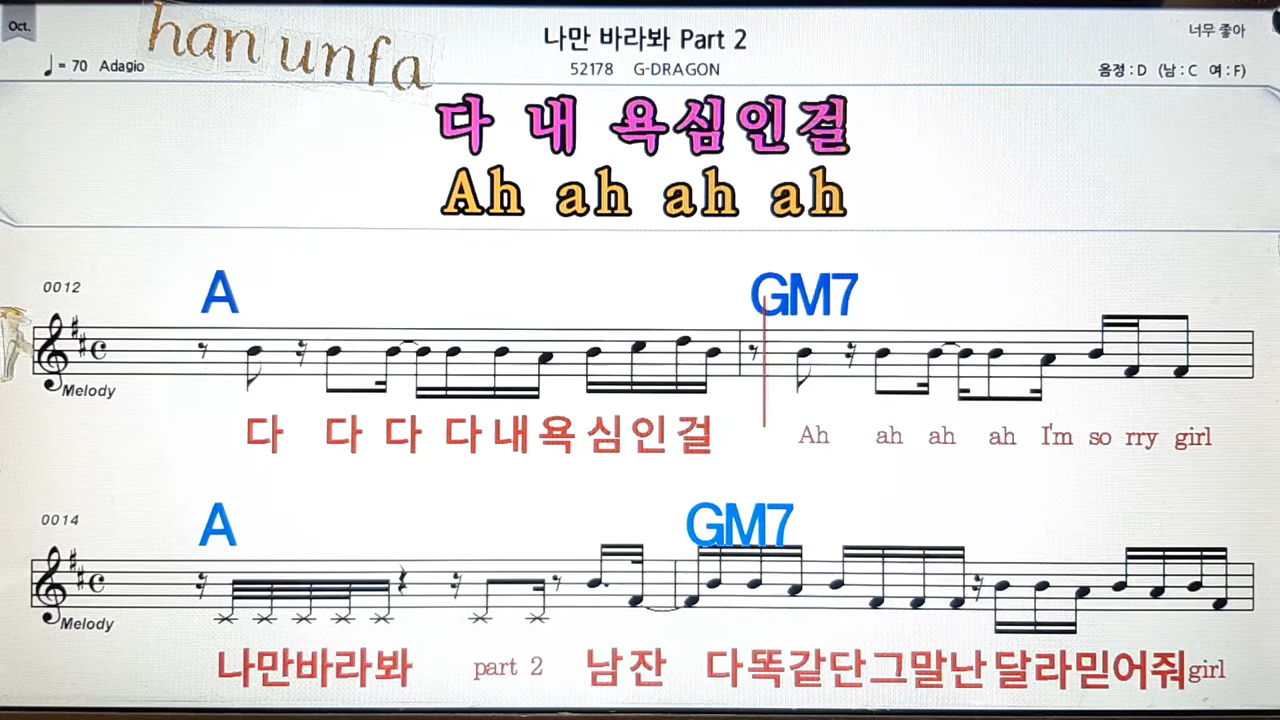 Oct.
han unfa
나만 바라봐 Part 2
너무 좋아
♩= 70 Adagio
52178 G-DRAGON
음정 : D (남 : C 여 : F)
다 내 욕심인걸
Ah ah ah ah
0012
A GM7
Melody
다 다 다 다 내 욕 심 인 걸 Ah ah ah ah I'm so rry girl
0014
A GM7
Melody
나만바라봐 part 2 남잔 다똑같단그말난달라믿어줘girl